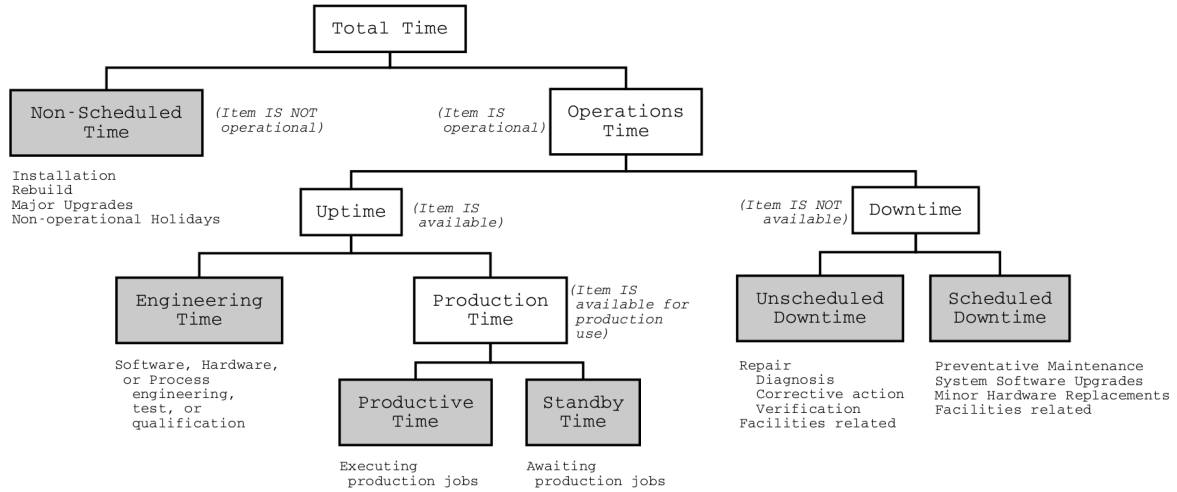 Total Time
Non-Scheduled
Time
(Item IS NOT
operational)
(Item IS
operational)
Operations
Time
Installation
Rebuild
Major Upgrades
Non-operational Holidays
Uptime
(Item IS
available)
(Item IS NOT
available)
Downtime
Engineering
Time
Production
Time
(Item IS
available for
production
use)
Unscheduled
Downtime
Scheduled
Downtime
Software, Hardware,
or Process
engineering,
test, or
qualification
Productive
Time
Standby
Time
Repair
Diagnosis
Corrective action
Verification
Facilities related
Preventative Maintenance
System Software Upgrades
Minor Hardware Replacements
Facilities related
Executing
production jobs
Awaiting
production jobs